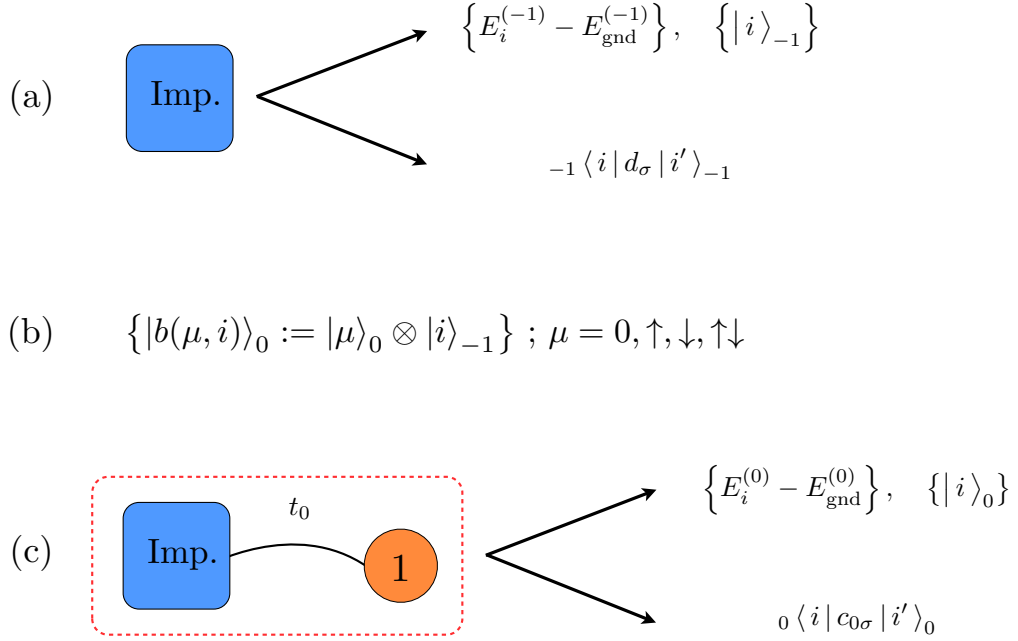 {E_i^{(-1)} − E_gnd^{(-1)}}, {| i ⟩_{−1}}
(a) Imp.
_{−1}⟨ i | d_σ | i′ ⟩_{−1}
(b) {|b(μ, i)⟩_0 := |μ⟩_0 ⊗ |i⟩_{−1}} ; μ = 0, ↑, ↓, ↑↓
{E_i^{(0)} − E_gnd^{(0)}}, {| i ⟩_0}
t_0
(c) Imp. 1
_0⟨ i | c_{0σ} | i′ ⟩_0